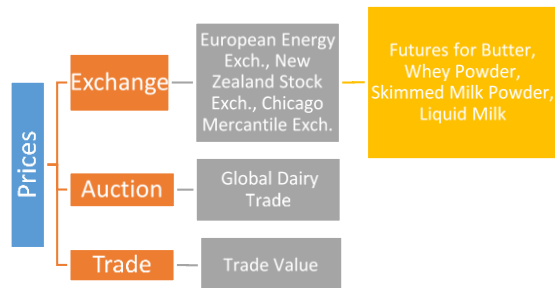 Prices
Exchange
European Energy
Exch., New
Zealand Stock
Exch., Chicago
Mercantile Exch.
Futures for Butter,
Whey Powder,
Skimmed Milk Powder,
Liquid Milk
Auction
Global Dairy
Trade
Trade
Trade Value